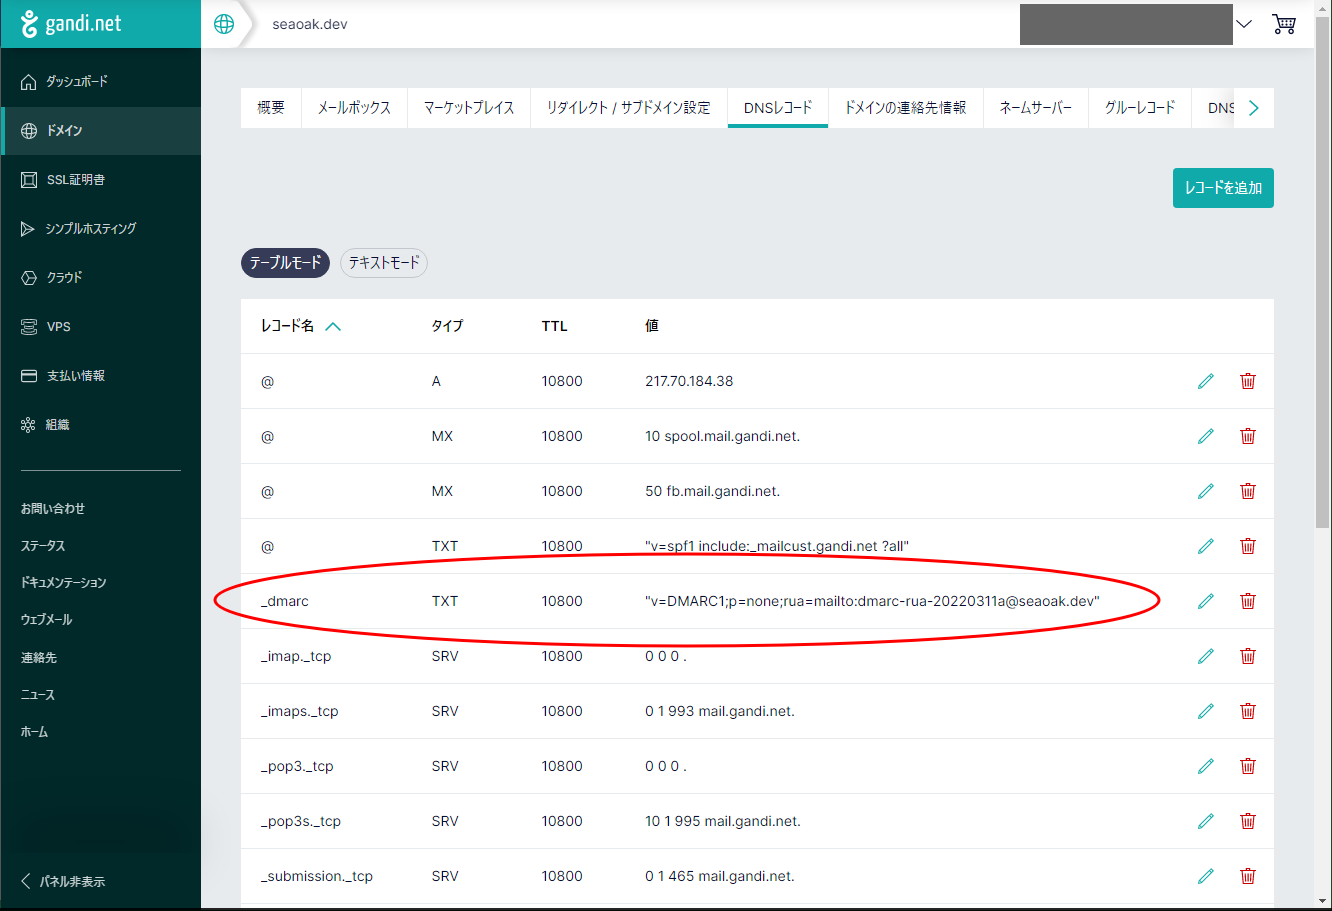 gandi.net
seaoak.dev
ダッシュボード
ドメイン
SSL証明書
シンプルホスティング
クラウド
VPS
支払い情報
組織
お問い合わせ
ステータス
ドキュメンテーション
ウェブメール
連絡先
ニュース
ホーム
パネル非表示
概要 メールボックス マーケットプレイス リダイレクト / サブドメイン設定 DNSレコード ドメインの連絡先情報 ネームサーバー グルーレコード DNS
レコードを追加
テーブルモード テキストモード
レコード名 タイプ TTL 値
@ A 10800 217.70.184.38
@ MX 10800 10 spool.mail.gandi.net.
@ MX 10800 50 fb.mail.gandi.net.
@ TXT 10800 "v=spf1 include:_mailcust.gandi.net ?all"
_dmarc TXT 10800 "v=DMARC1;p=none;rua=mailto:dmarc-rua-20220311a@seaoak.dev"
_imap._tcp SRV 10800 0 0 0 .
_imaps._tcp SRV 10800 0 1 993 mail.gandi.net.
_pop3._tcp SRV 10800 0 0 0 .
_pop3s._tcp SRV 10800 10 1 995 mail.gandi.net.
_submission._tcp SRV 10800 0 1 465 mail.gandi.net.